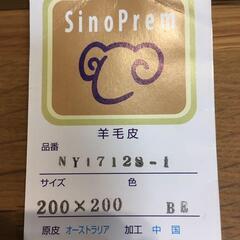 SinoPrem
羊毛皮
品番
NY17128-1
サイズ 色
200×200 BE
原皮 オーストラリア 加工 中国